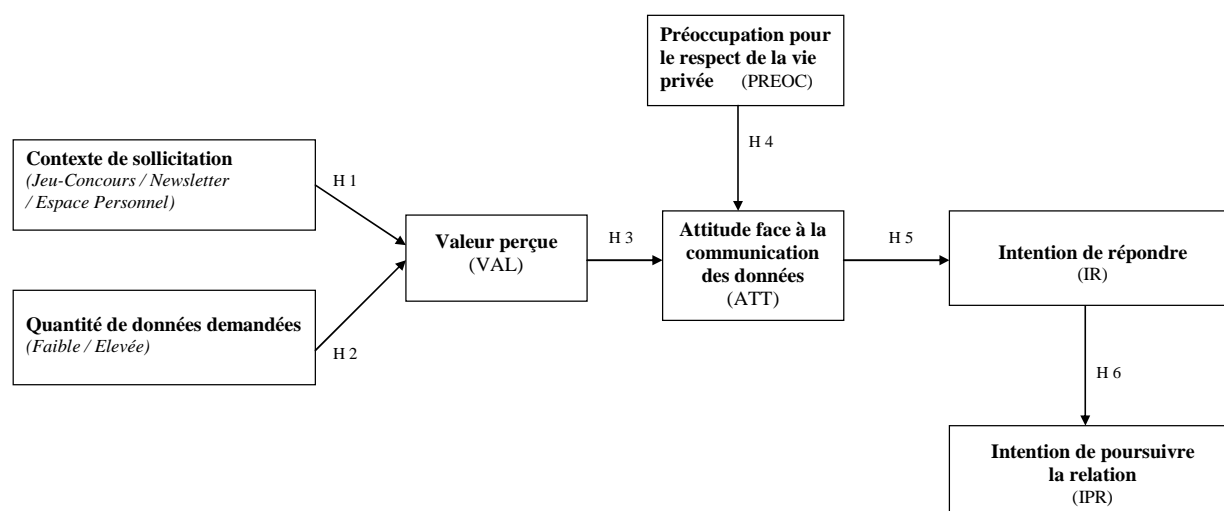 Préoccupation pour
le respect de la vie
privée (PREOC)
H 4
Contexte de sollicitation
(Jeu-Concours / Newsletter
/ Espace Personnel)
H 1
Valeur perçue
(VAL)
H 3
Attitude face à la
communication
des données
(ATT)
H 5
Intention de répondre
(IR)
Quantité de données demandées
(Faible / Elevée)
H 2
H 6
Intention de poursuivre
la relation
(IPR)